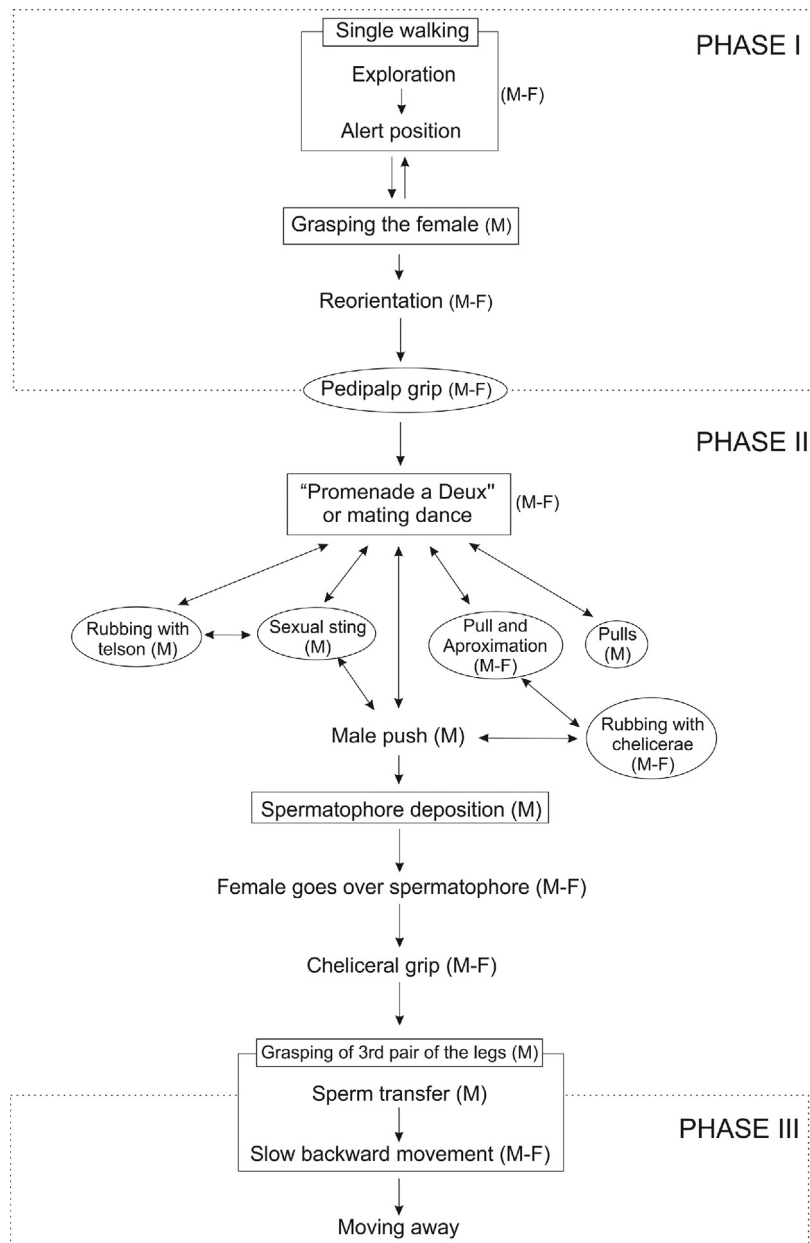 Single walking
PHASE I
Exploration
(M-F)
Alert position
Grasping the female (M)
Reorientation (M-F)
Pedipalp grip (M-F)
PHASE II
“Promenade a Deux"
or mating dance
(M-F)
Rubbing with
telson (M)
Sexual sting
(M)
Pull and
Aproximation
(M-F)
Pulls
(M)
Male push (M)
Rubbing with
chelicerae
(M-F)
Spermatophore deposition (M)
Female goes over spermatophore (M-F)
Cheliceral grip (M-F)
Grasping of 3rd pair of the legs (M)
Sperm transfer (M)
PHASE III
Slow backward movement (M-F)
Moving away